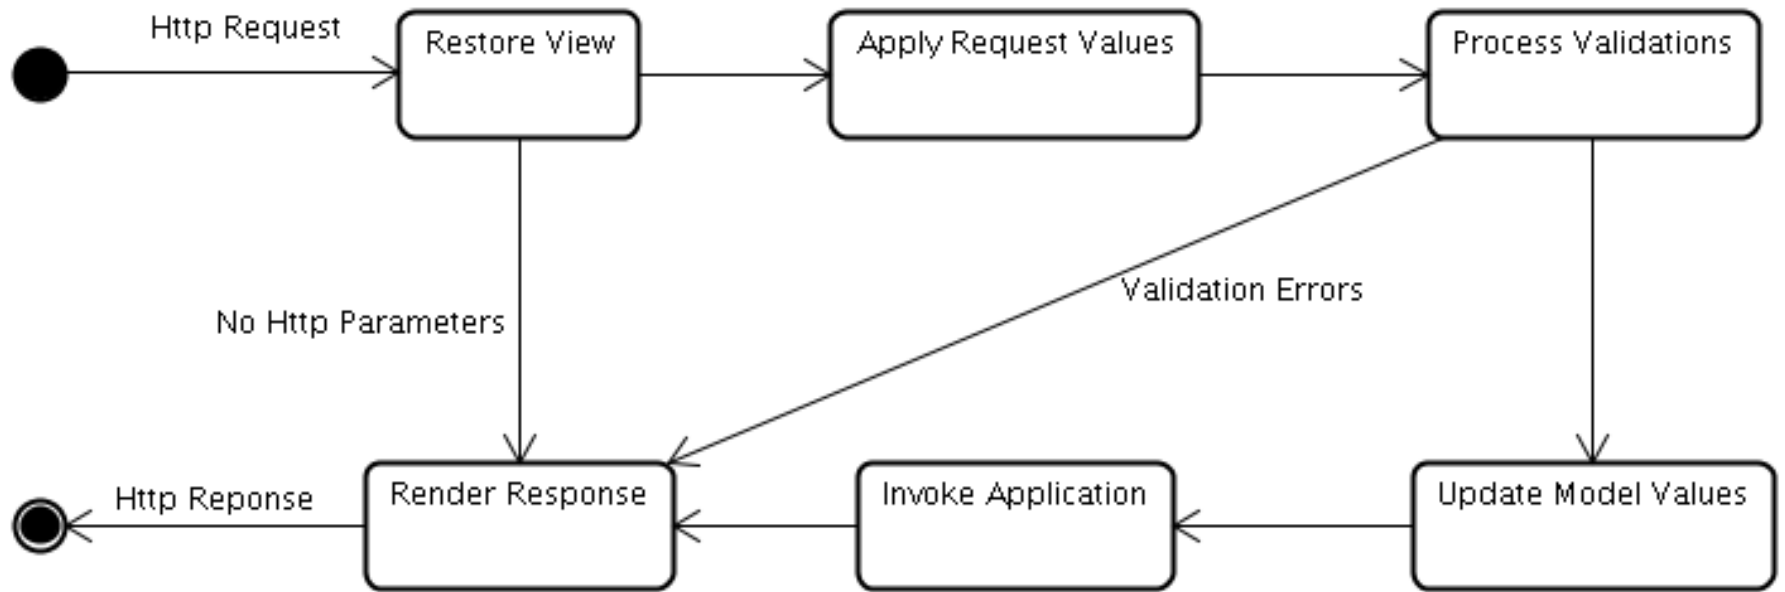 Http Request
Restore View
Apply Request Values
Process Validations
No Http Parameters
Validation Errors
Http Reponse
Render Response
Invoke Application
Update Model Values